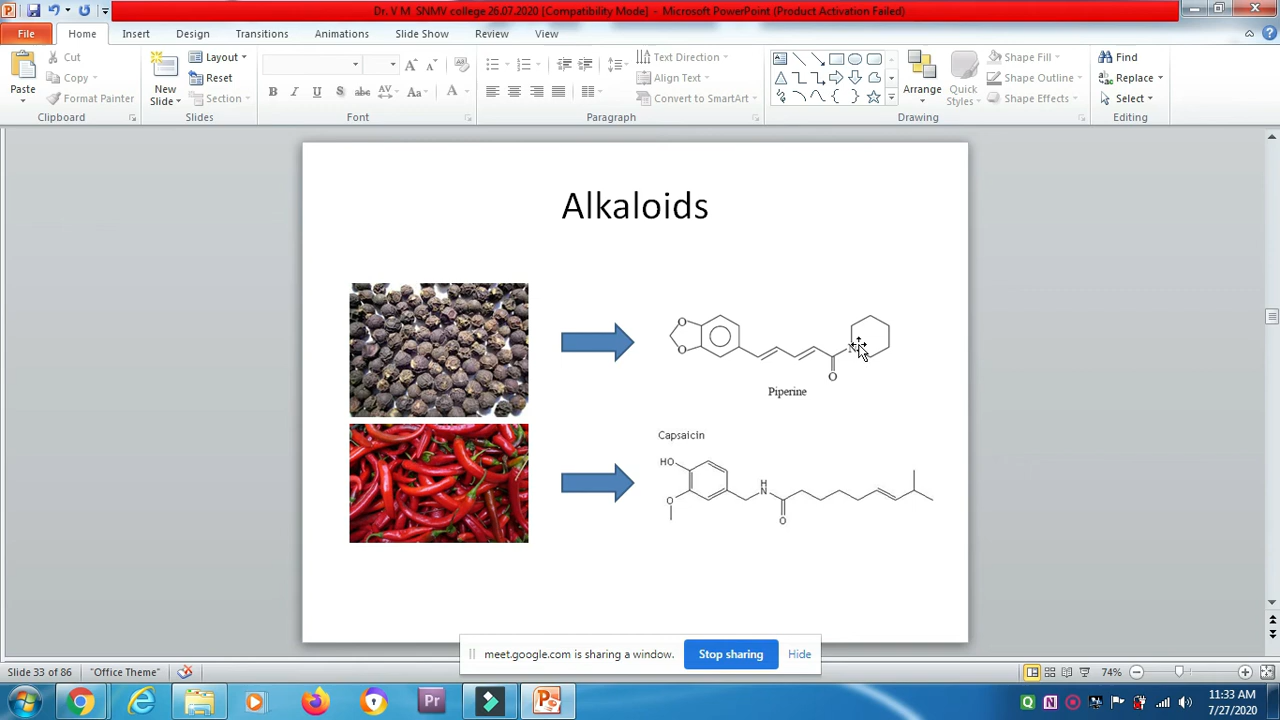 Dr. V M SNMV college 26.07.2020 [Compatibility Mode] - Microsoft PowerPoint (Product Activation Failed)
File Home Insert Design Transitions Animations Slide Show Review View
Paste
Cut
Copy
Format Painter
Clipboard
New Slide
Layout
Reset
Section
Slides
B I U S abc AV Aa A
Font
Text Direction
Align Text
Convert to SmartArt
Paragraph
Arrange
Quick Styles
Shape Fill
Shape Outline
Shape Effects
Drawing
Find
Replace
Select
Editing
Alkaloids
O
O
O
Piperine
Capsaicin
HO
O
H
N
O
meet.google.com is sharing a window. Stop sharing Hide
Slide 33 of 86 "Office Theme" 74%
Pr
11:33 AM
7/27/2020